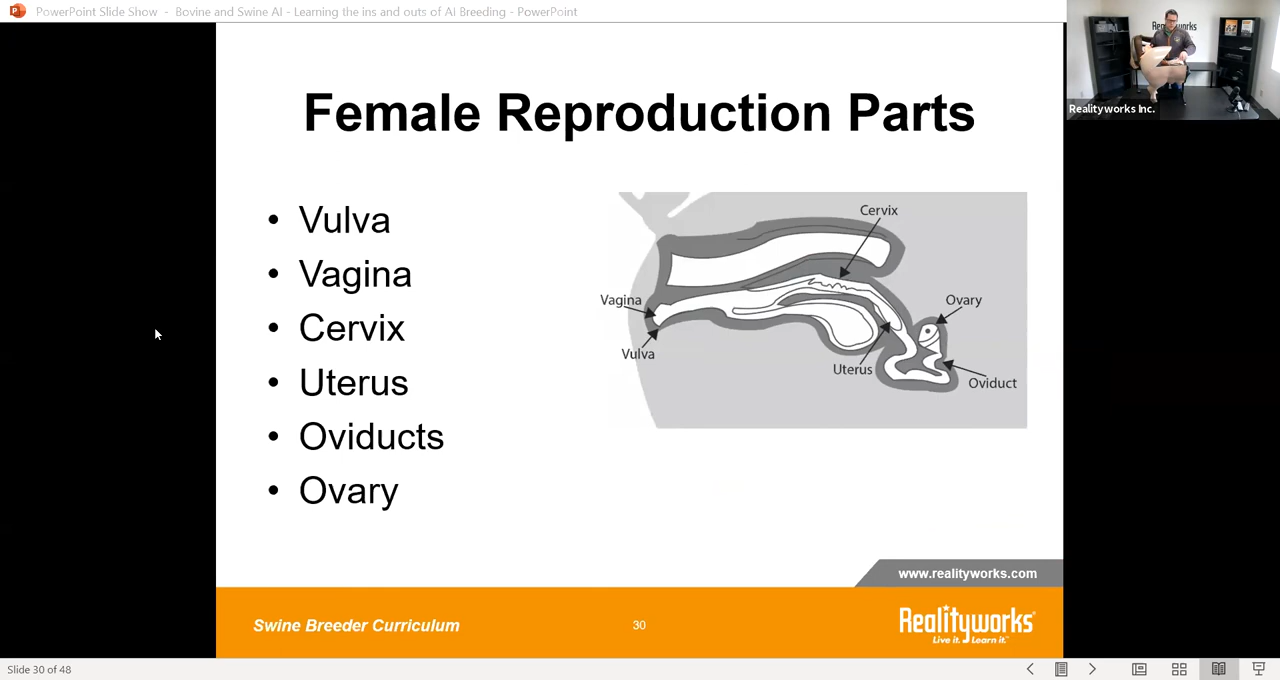 PowerPoint Slide Show - Bovine and Swine AI - Learning the ins and outs of AI Breeding - PowerPoint
Realityworks Inc.
Female Reproduction Parts
• Vulva
• Vagina
• Cervix
• Uterus
• Oviducts
• Ovary
Cervix
Vagina
Ovary
Vulva
Uterus
Oviduct
www.realityworks.com
Swine Breeder Curriculum
30
Realityworks®
Live it. Learn it.™
Slide 30 of 48